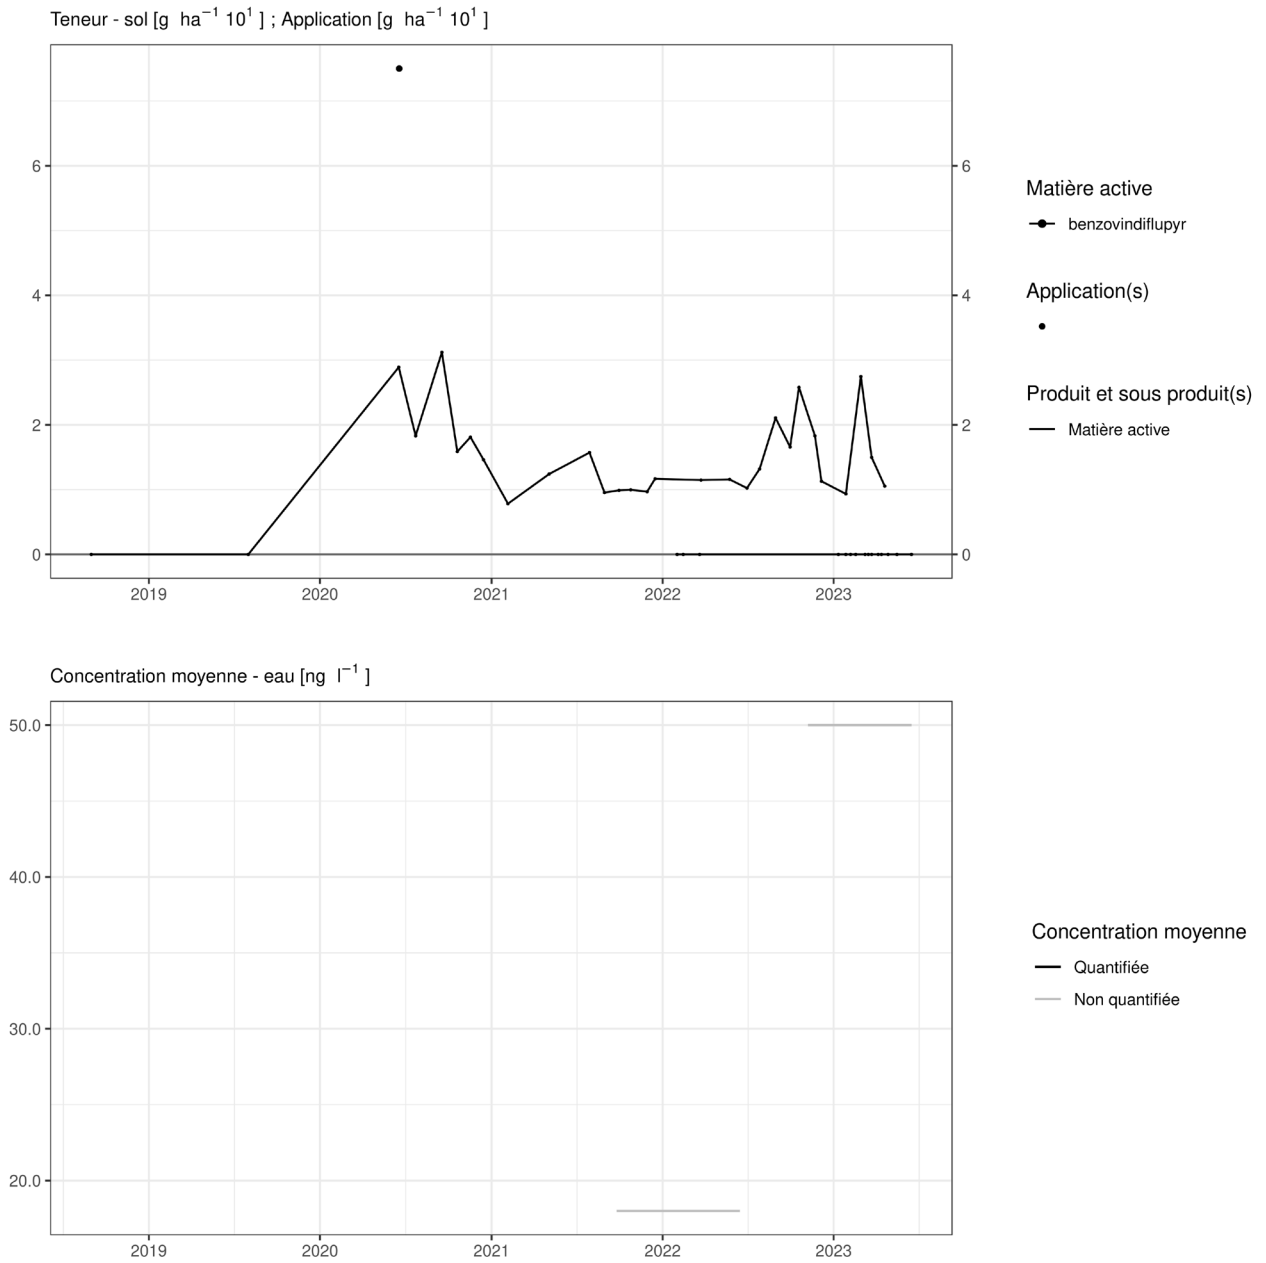 Teneur - sol [g ha−1 101 ] ; Application [g ha−1 101 ]
6
4
2
0
6
4
2
0
2019 2020 2021 2022 2023
Matière active
benzovindiflupyr
Application(s)
Produit et sous produit(s)
Matière active
Concentration moyenne - eau [ng l−1 ]
50.0
40.0
30.0
20.0
2019 2020 2021 2022 2023
Concentration moyenne
Quantifiée
Non quantifiée